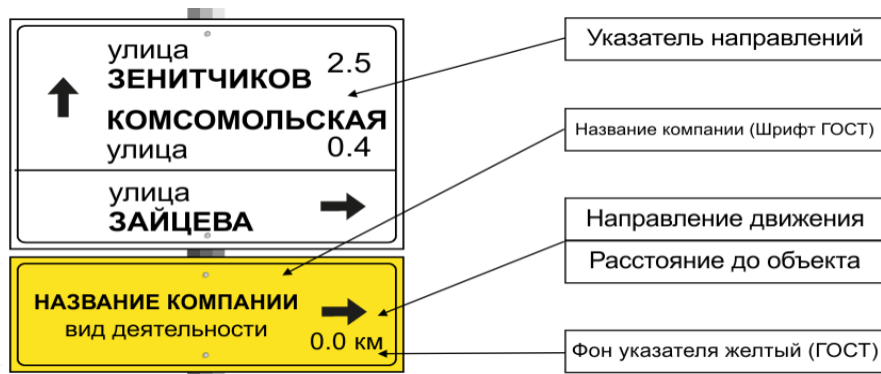 улица
ЗЕНИТЧИКОВ 2.5
КОМСОМОЛЬСКАЯ
улица 0.4
улица
ЗАЙЦЕВА
НАЗВАНИЕ КОМПАНИИ
вид деятельности
0.0 км
Указатель направлений
Название компании (Шрифт ГОСТ)
Направление движения
Расстояние до объекта
Фон указателя желтый (ГОСТ)